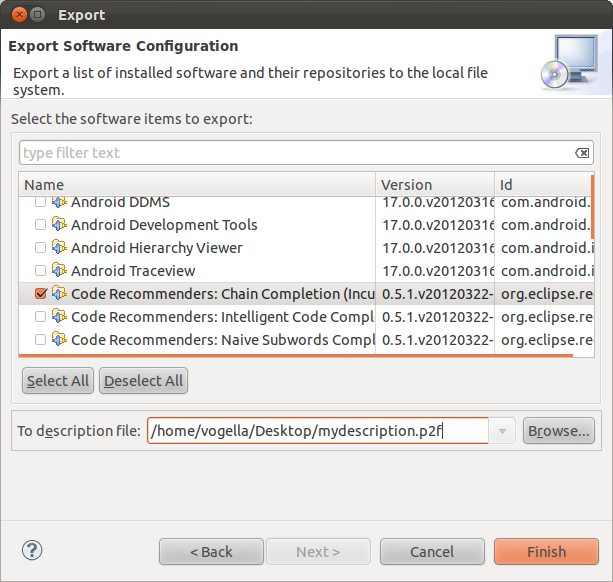 Export
Export Software Configuration
Export a list of installed software and their repositories to the local file
system.
Select the software items to export:
type filter text
Name Version Id
Android DDMS 17.0.0.v20120316 com.android.
Android Development Tools 17.0.0.v20120316 com.android.
Android Hierarchy Viewer 17.0.0.v20120316 com.android.i
Android Traceview 17.0.0.v20120316 com.android.i
Code Recommenders: Chain Completion (Incu 0.5.1.v20120322- org.eclipse.re
Code Recommenders: Intelligent Code Compl 0.5.1.v20120322- org.eclipse.re
Code Recommenders: Naive Subwords Compl 0.5.1.v20120322- org.eclipse.re
Select All Deselect All
To description file: /home/vogella/Desktop/mydescription.p2f Browse...
? < Back Next > Cancel Finish